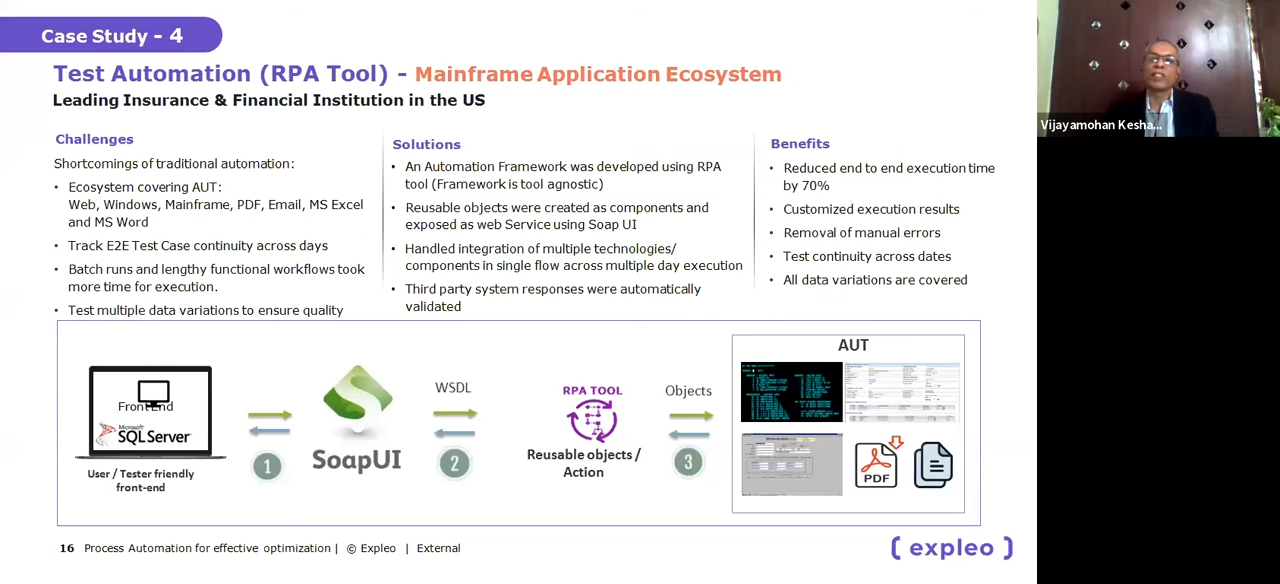 Case Study - 4
Test Automation (RPA Tool) - Mainframe Application Ecosystem
Leading Insurance & Financial Institution in the US
Challenges
Shortcomings of traditional automation:
• Ecosystem covering AUT:
Web, Windows, Mainframe, PDF, Email, MS Excel
and MS Word
• Track E2E Test Case continuity across days
• Batch runs and lengthy functional workflows took
more time for execution.
• Test multiple data variations to ensure quality
Solutions
• An Automation Framework was developed using RPA
tool (Framework is tool agnostic)
• Reusable objects were created as components and
exposed as web Service using Soap UI
• Handled integration of multiple technologies/
components in single flow across multiple day execution
• Third party system responses were automatically
validated
Benefits
• Reduced end to end execution time
by 70%
• Customized execution results
• Removal of manual errors
• Test continuity across dates
• All data variations are covered
Front End
Microsoft
SQL Server
User / Tester friendly
front-end
1
SoapUI
WSDL
2
RPA TOOL
Reusable objects /
Action
Objects
3
AUT
PDF
16 Process Automation for effective optimization | © Expleo | External
( expleo )
Vijayamohan Kesha...